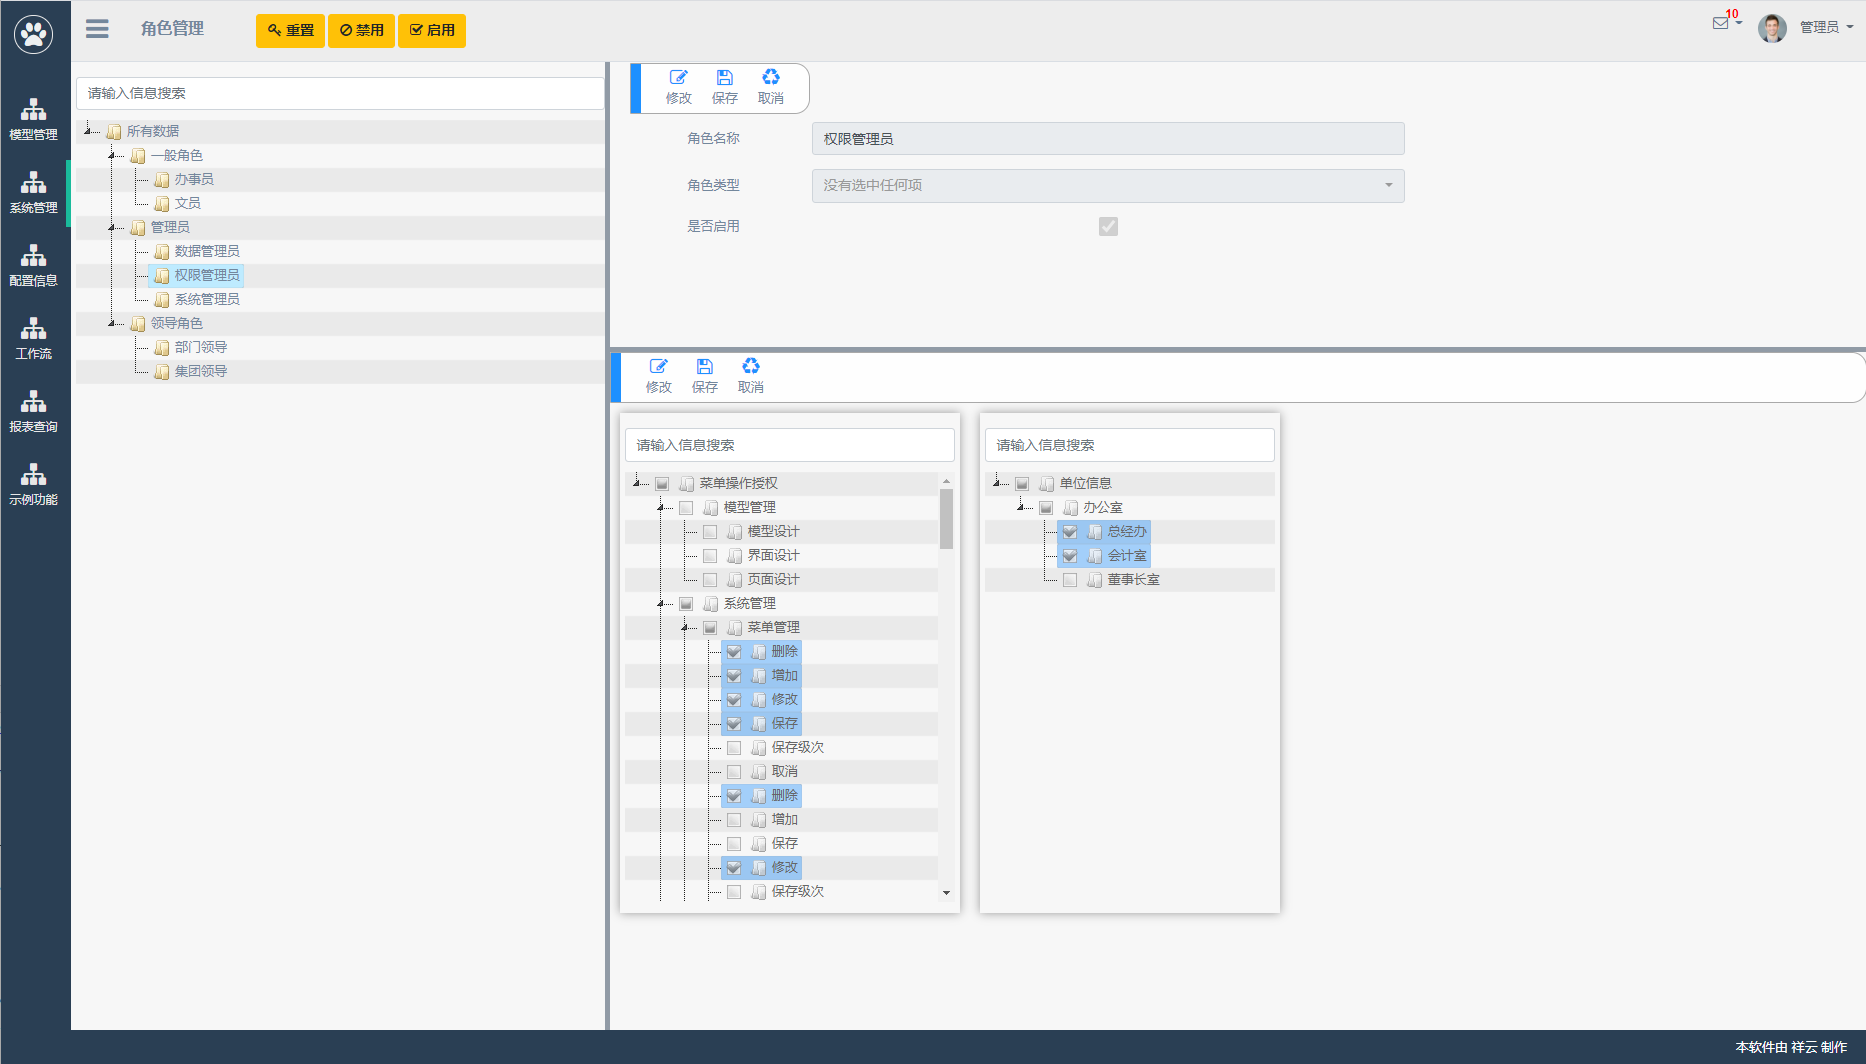 角色管理
重置
禁用
启用
10
管理员
模型管理
系统管理
配置信息
工作流
报表查询
示例功能
请输入信息搜索
所有数据
一般角色
办事员
文员
管理员
数据管理员
权限管理员
系统管理员
领导角色
部门领导
集团领导
修改 保存 取消
角色名称 权限管理员
角色类型 没有选中任何项
是否启用
修改 保存 取消
请输入信息搜索
菜单操作授权
模型管理
模型设计
界面设计
页面设计
系统管理
菜单管理
删除
增加
修改
保存
保存级次
取消
删除
增加
保存
修改
保存级次
请输入信息搜索
单位信息
办公室
总经办
会计室
董事长室
本软件由 祥云 制作